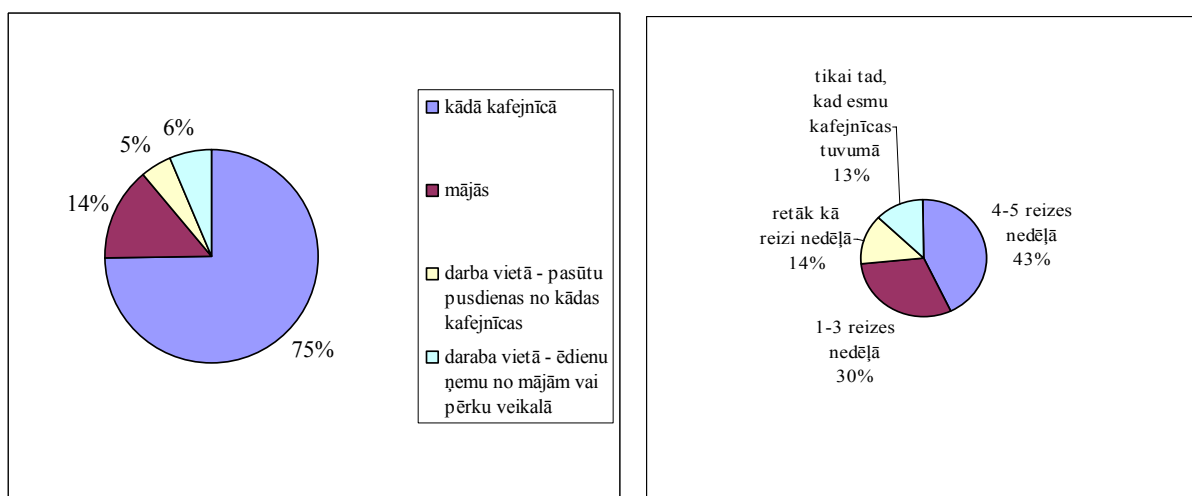 6%
5%
14%
75%
kādā kafejnīcā
mājās
darba vietā - pasūtu
pusdienas no kādas
kafejnīcas
daraba vietā - ēdienu
ņemu no mājām vai
pērku veikalā
tikai tad,
kad esmu
kafejnīcas
tuvumā
13%
retāk kā
reizi nedēļā
14%
4-5 reizes
nedēļā
43%
1-3 reizes
nedēļā
30%